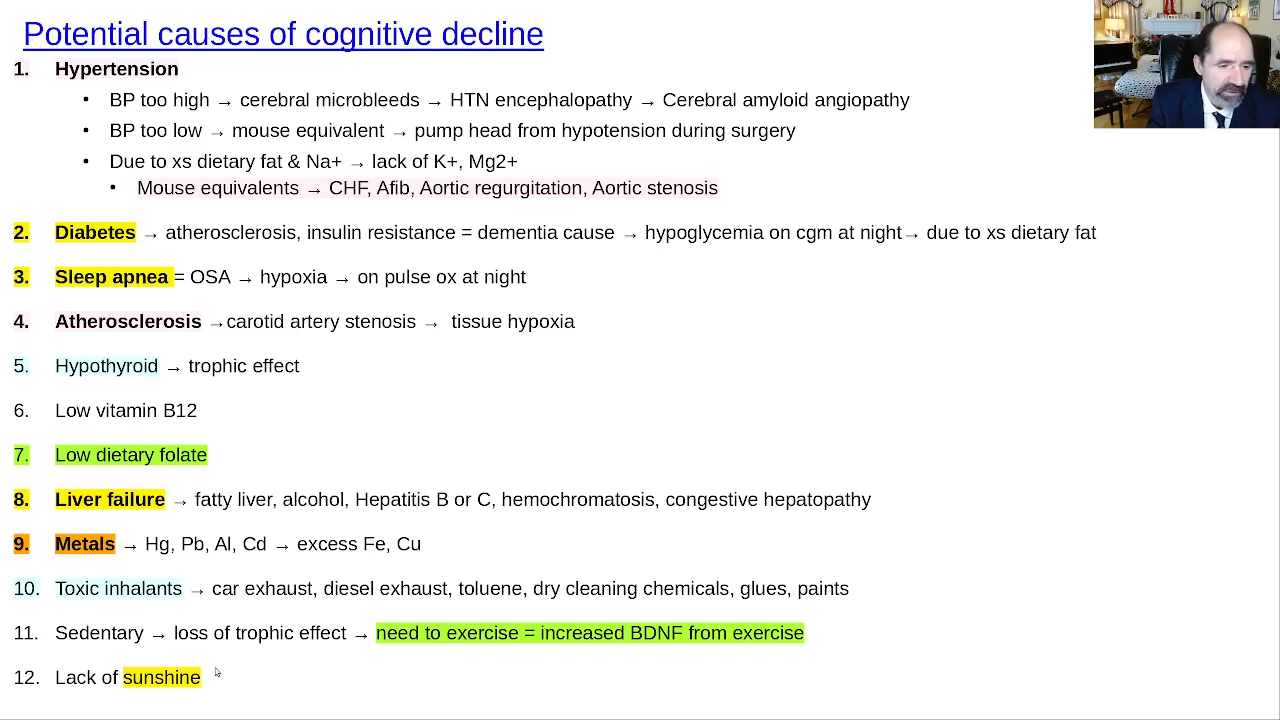 Potential causes of cognitive decline
1. Hypertension
• BP too high → cerebral microbleeds → HTN encephalopathy → Cerebral amyloid angiopathy
• BP too low → mouse equivalent → pump head from hypotension during surgery
• Due to xs dietary fat & Na+ → lack of K+, Mg2+
• Mouse equivalents → CHF, Afib, Aortic regurgitation, Aortic stenosis
2. Diabetes → atherosclerosis, insulin resistance = dementia cause → hypoglycemia on cgm at night→ due to xs dietary fat
3. Sleep apnea = OSA → hypoxia → on pulse ox at night
4. Atherosclerosis →carotid artery stenosis → tissue hypoxia
5. Hypothyroid → trophic effect
6. Low vitamin B12
7. Low dietary folate
8. Liver failure → fatty liver, alcohol, Hepatitis B or C, hemochromatosis, congestive hepatopathy
9. Metals → Hg, Pb, Al, Cd → excess Fe, Cu
10. Toxic inhalants → car exhaust, diesel exhaust, toluene, dry cleaning chemicals, glues, paints
11. Sedentary → loss of trophic effect → need to exercise = increased BDNF from exercise
12. Lack of sunshine